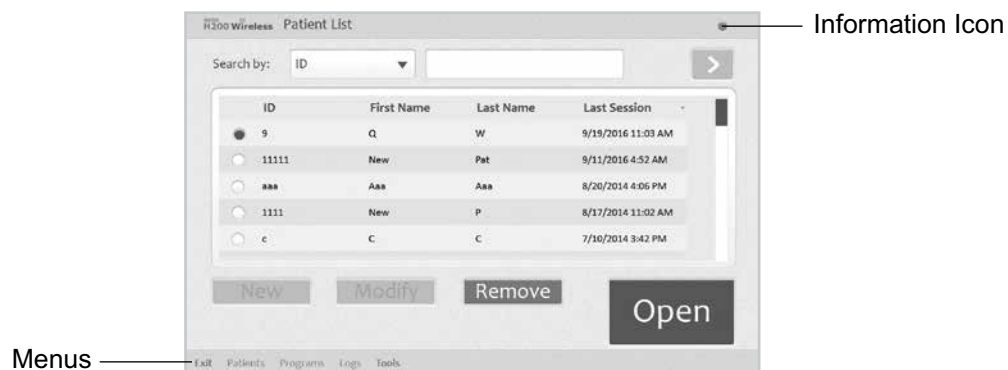 H200 Wireless Patient List
Information Icon
Search by: ID
>
ID First Name Last Name Last Session
9 Q W 9/19/2016 11:03 AM
11111 New Pat 9/11/2016 4:52 AM
aaa Aaa Aaa 8/20/2014 4:06 PM
1111 New P 8/17/2014 11:02 AM
c C C 7/10/2014 3:42 PM
New Modify Remove
Open
Menus
Exit Patients Programs Logs Tools